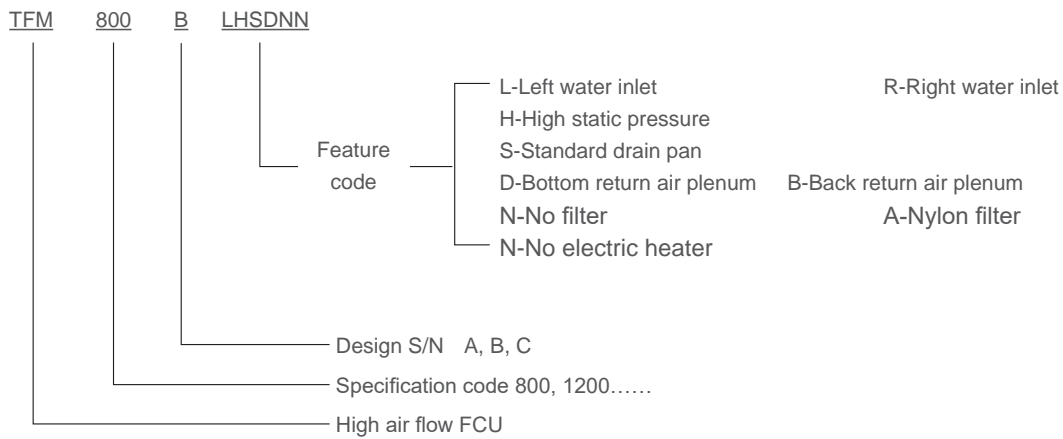 TFM 800 B LHSDNN
L-Left water inlet R-Right water inlet
H-High static pressure
Feature code
S-Standard drain pan
D-Bottom return air plenum B-Back return air plenum
N-No filter A-Nylon filter
N-No electric heater
Design S/N A, B, C
Specification code 800, 1200……
High air flow FCU